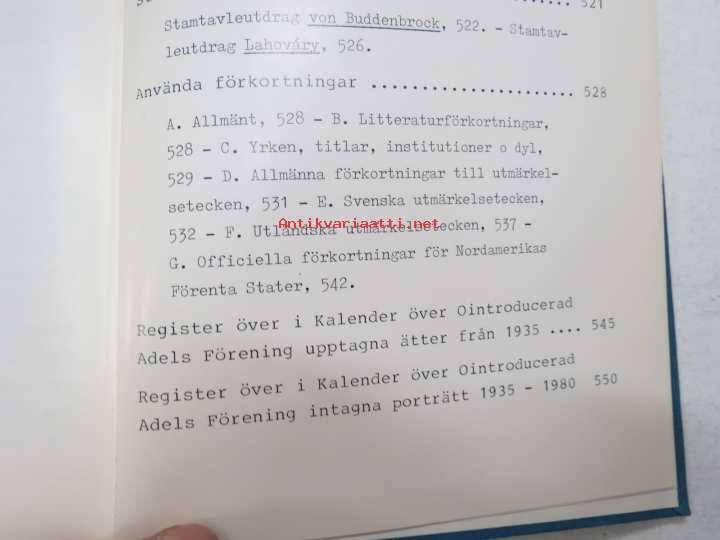 521
Stamtavleutdrag von Buddenbrock, 522. – Stamtav-
leutdrag Lahováry, 526.
Använda förkortningar ....................... 528
A. Allmänt, 528 – B. Litteraturförkortningar,
528 – C. Yrken, titlar, institutioner o dyl,
529 – D. Allmänna förkortningar till utmärkel-
setecken, 531 – E. Svenska utmärkelsetecken,
Antikvariaatti.net
532 – F. Utländska utmärkelsetecken, 537 –
G. Officiella förkortningar för Nordamerikas
Förenta Stater, 542.
Register över i Kalender över Ointroducerad
Adels Förening upptagna ätter från 1935 .... 545
Register över i Kalender över Ointroducerad
Adels Förening intagna porträtt 1935 – 1980 550